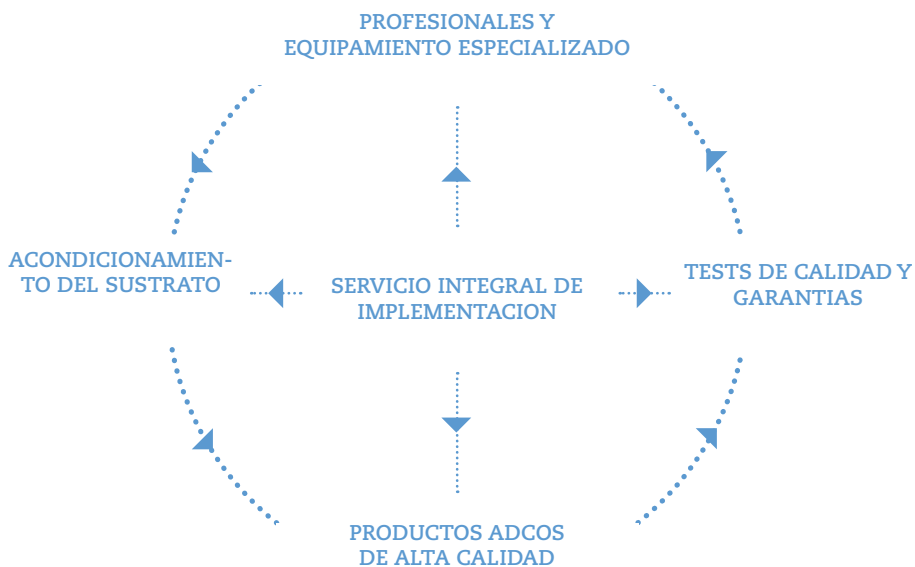 PROFESIONALES Y
EQUIPAMIENTO ESPECIALIZADO
ACONDICIONAMIEN-
TO DEL SUSTRATO
SERVICIO INTEGRAL DE
IMPLEMENTACION
TESTS DE CALIDAD Y
GARANTIAS
PRODUCTOS ADCOS
DE ALTA CALIDAD